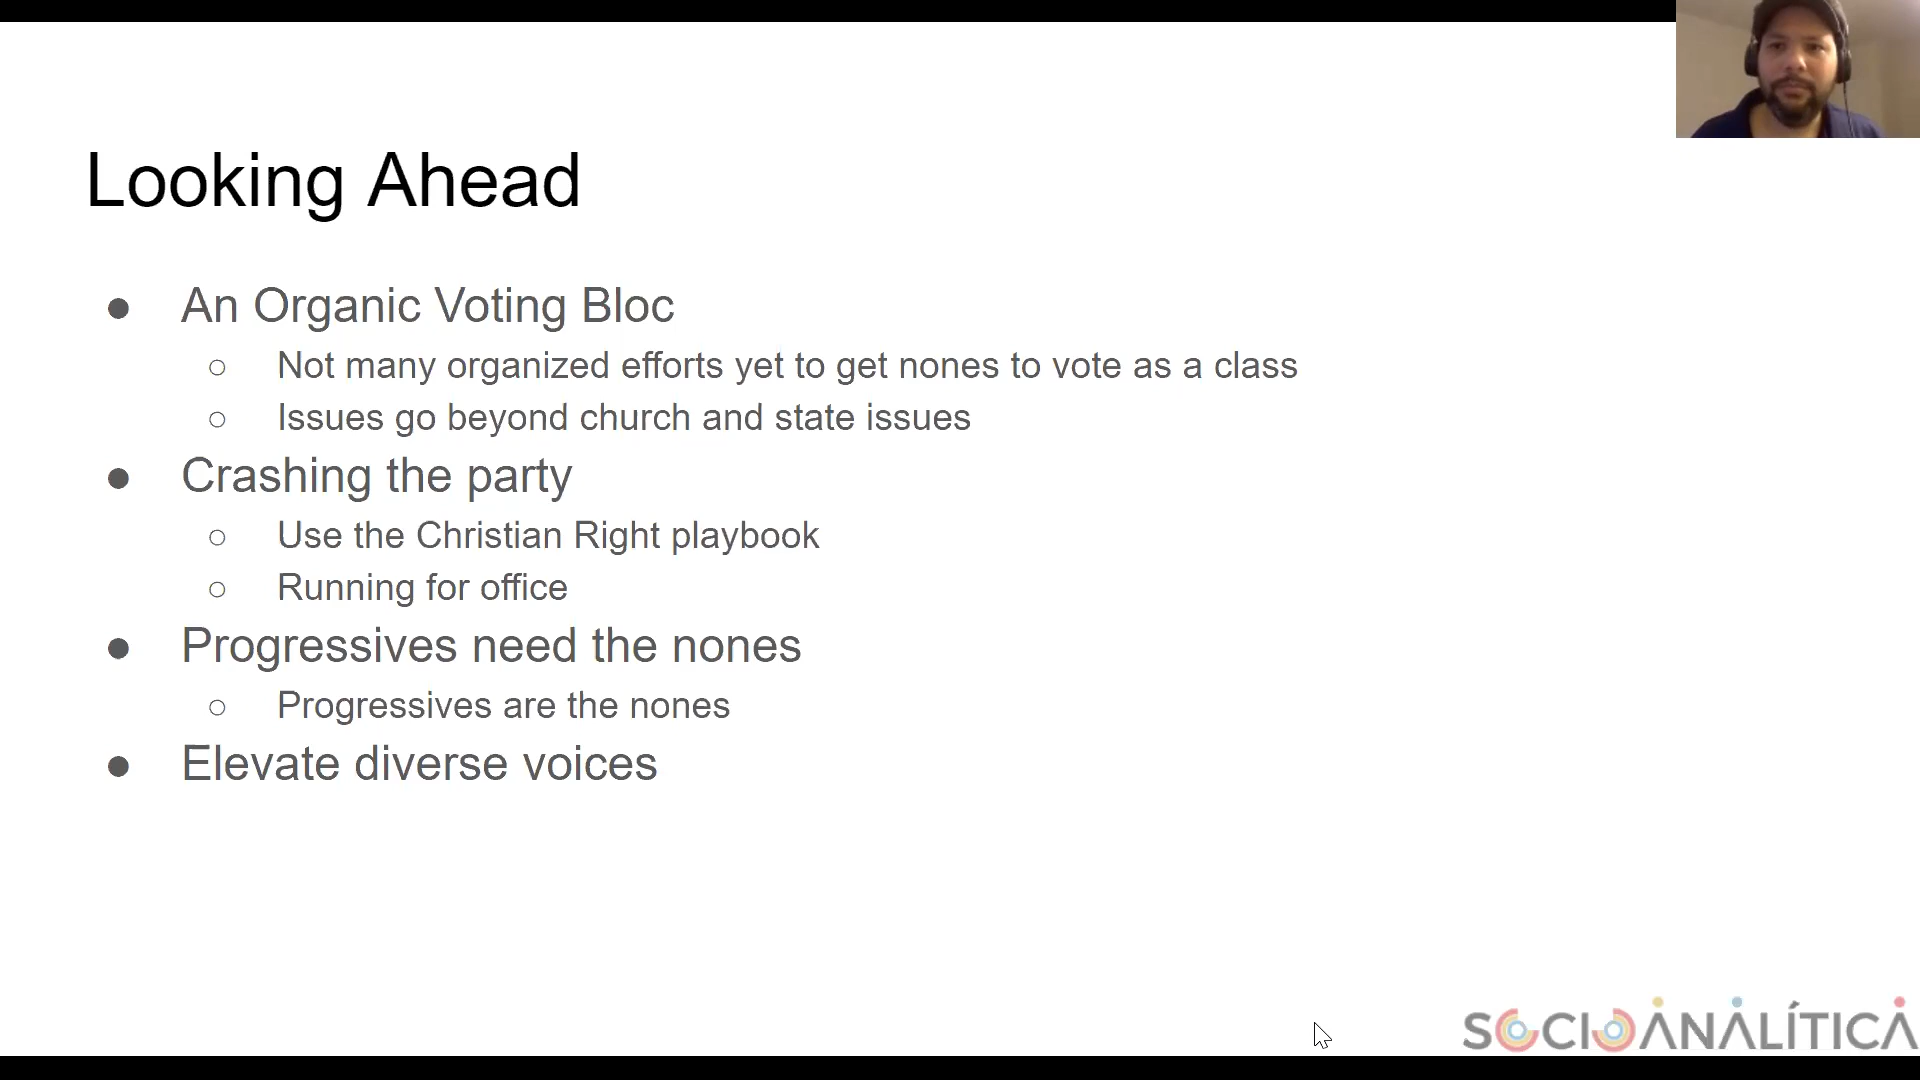 Looking Ahead
An Organic Voting Bloc
Not many organized efforts yet to get nones to vote as a class
Issues go beyond church and state issues
Crashing the party
Use the Christian Right playbook
Running for office
Progressives need the nones
Progressives are the nones
Elevate diverse voices
SOCIOANALÍTICA